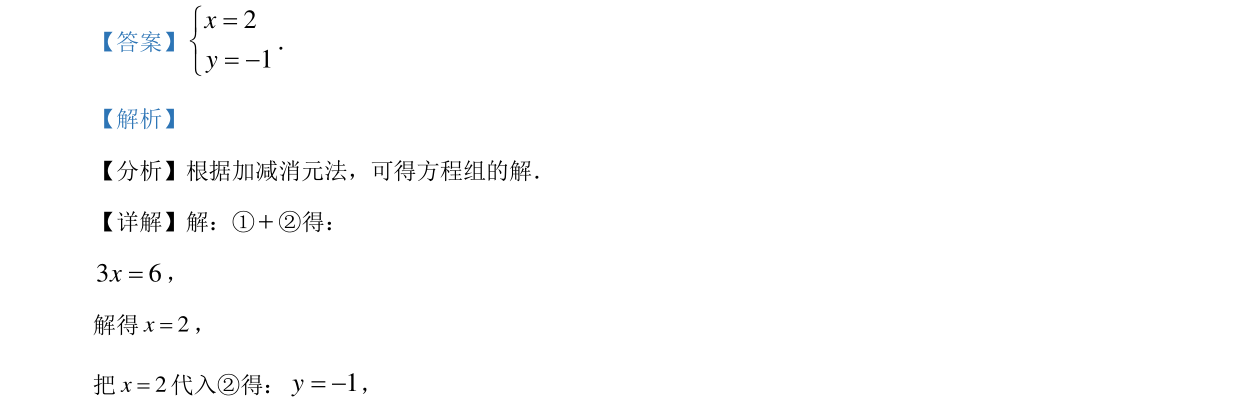 【答案】{x = 2
y = −1 .
【解析】
【分析】根据加减消元法，可得方程组的解．
【详解】解：①＋②得：
3x = 6，
解得 x = 2，
把 x = 2 代入②得： y = −1，